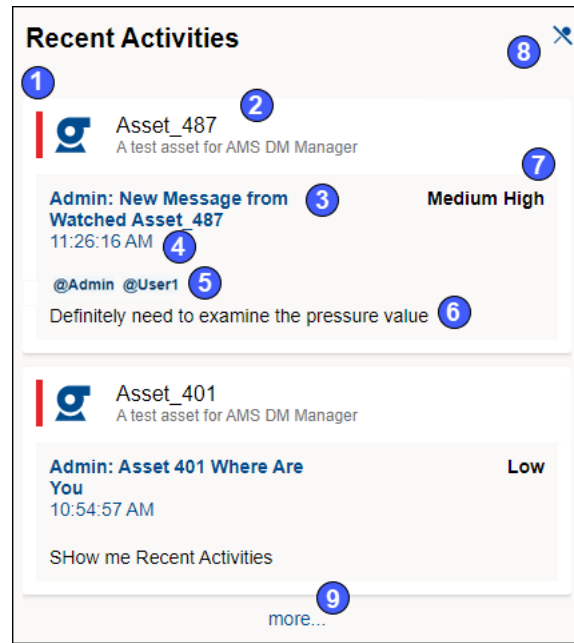 Recent Activities
8
1
2
Asset_487
A test asset for AMS DM Manager
7
Admin: New Message from
Watched Asset_487
3
Medium High
11:26:16 AM
4
@Admin @User1
5
Definitely need to examine the pressure value
6
Asset_401
A test asset for AMS DM Manager
Admin: Asset 401 Where Are
You
Low
10:54:57 AM
SHow me Recent Activities
9
more...